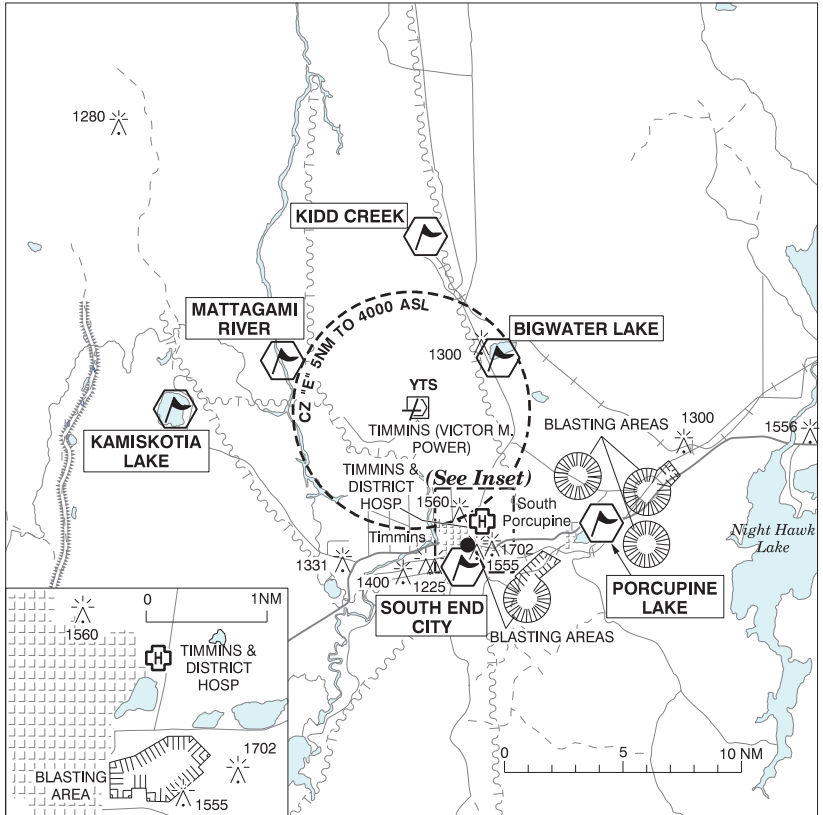 1280
KIDD CREEK
MATTAGAMI
RIVER
CZ "E" 5NM TO 4000 ASL
BIGWATER LAKE
1300
YTS
TIMMINS (VICTOR M.
POWER)
KAMISKOTIA
LAKE
BLASTING AREAS
1300
1556
TIMMINS &
DISTRICT
HOSP
(See Inset)
1560
H
South
Porcupine
Timmins
Night Hawk
Lake
1702
1555
1331
1400
1225
SOUTH END
CITY
PORCUPINE
LAKE
BLASTING AREAS
0
1NM
1560
H
TIMMINS &
DISTRICT
HOSP
1702
BLASTING
AREA
1555
0
5
10 NM